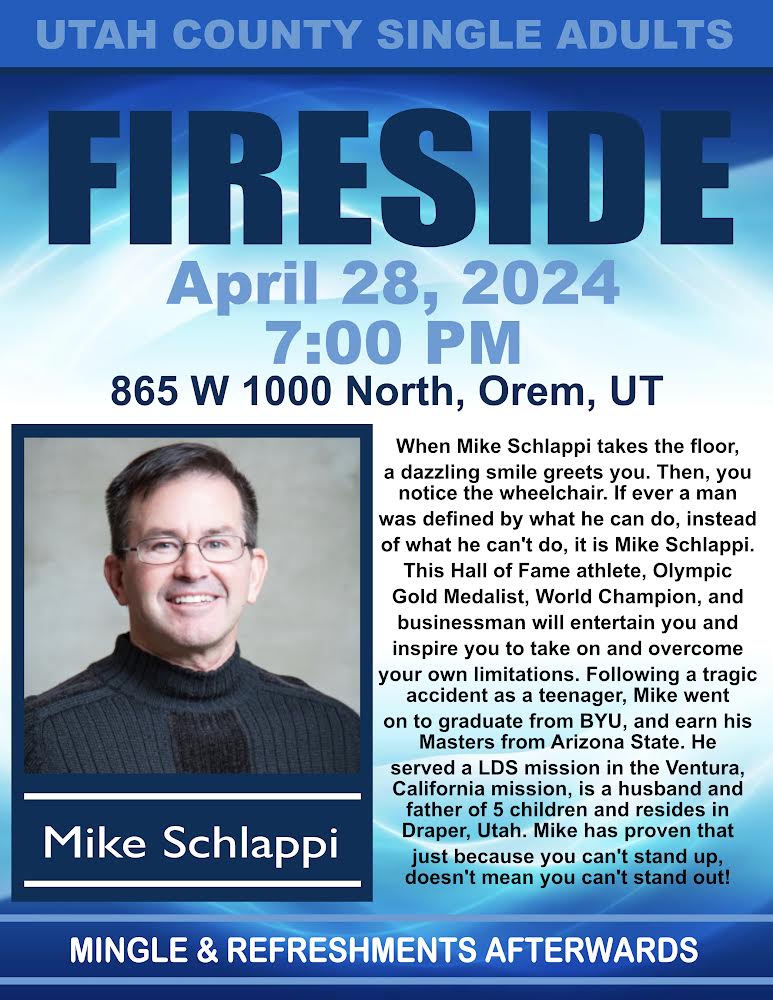 UTAH COUNTY SINGLE ADULTS
FIRESIDE
April 28, 2024
7:00 PM
865 W 1000 North, Orem, UT
When Mike Schlappi takes the floor,
a dazzling smile greets you. Then, you
notice the wheelchair. If ever a man
was defined by what he can do, instead
of what he can't do, it is Mike Schlappi.
This Hall of Fame athlete, Olympic
Gold Medalist, World Champion, and
businessman will entertain you and
inspire you to take on and overcome
your own limitations. Following a tragic
accident as a teenager, Mike went
on to graduate from BYU, and earn his
Masters from Arizona State. He
served a LDS mission in the Ventura,
California mission, is a husband and
father of 5 children and resides in
Draper, Utah. Mike has proven that
just because you can't stand up,
doesn't mean you can't stand out!
Mike Schlappi
MINGLE & REFRESHMENTS AFTERWARDS